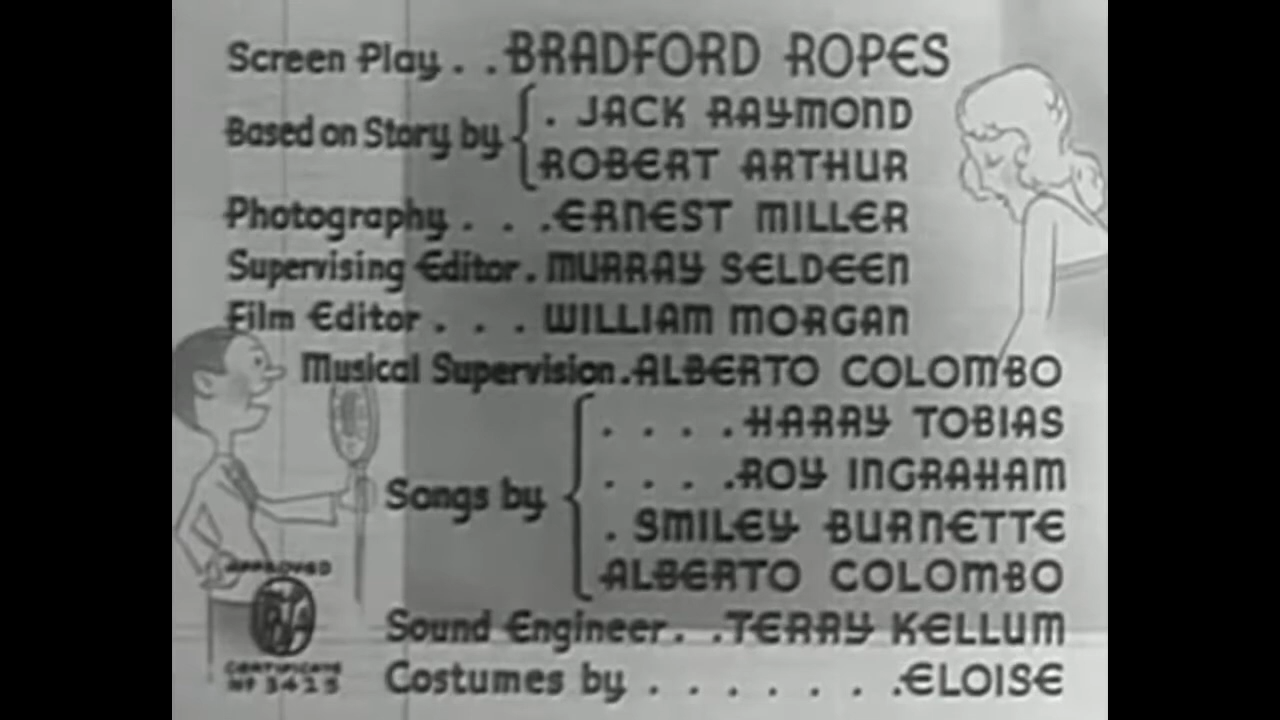 Screen Play . . BRADFORD ROPES
Based on Story by { . JACK RAYMOND
ROBERT ARTHUR
Photography . . . ERNEST MILLER
Supervising Editor . MURRAY SELDEEN
Film Editor . . . WILLIAM MORGAN
Musical Supervision . ALBERTO COLOMBO
Songs by { . . . . HARRY TOBIAS
. . . . ROY INGRAHAM
. SMILEY BURNETTE
ALBERTO COLOMBO
Sound Engineer . . TERRY KELLUM
Costumes by . . . . . . . ELOISE
APPROVED
CERTIFICATE